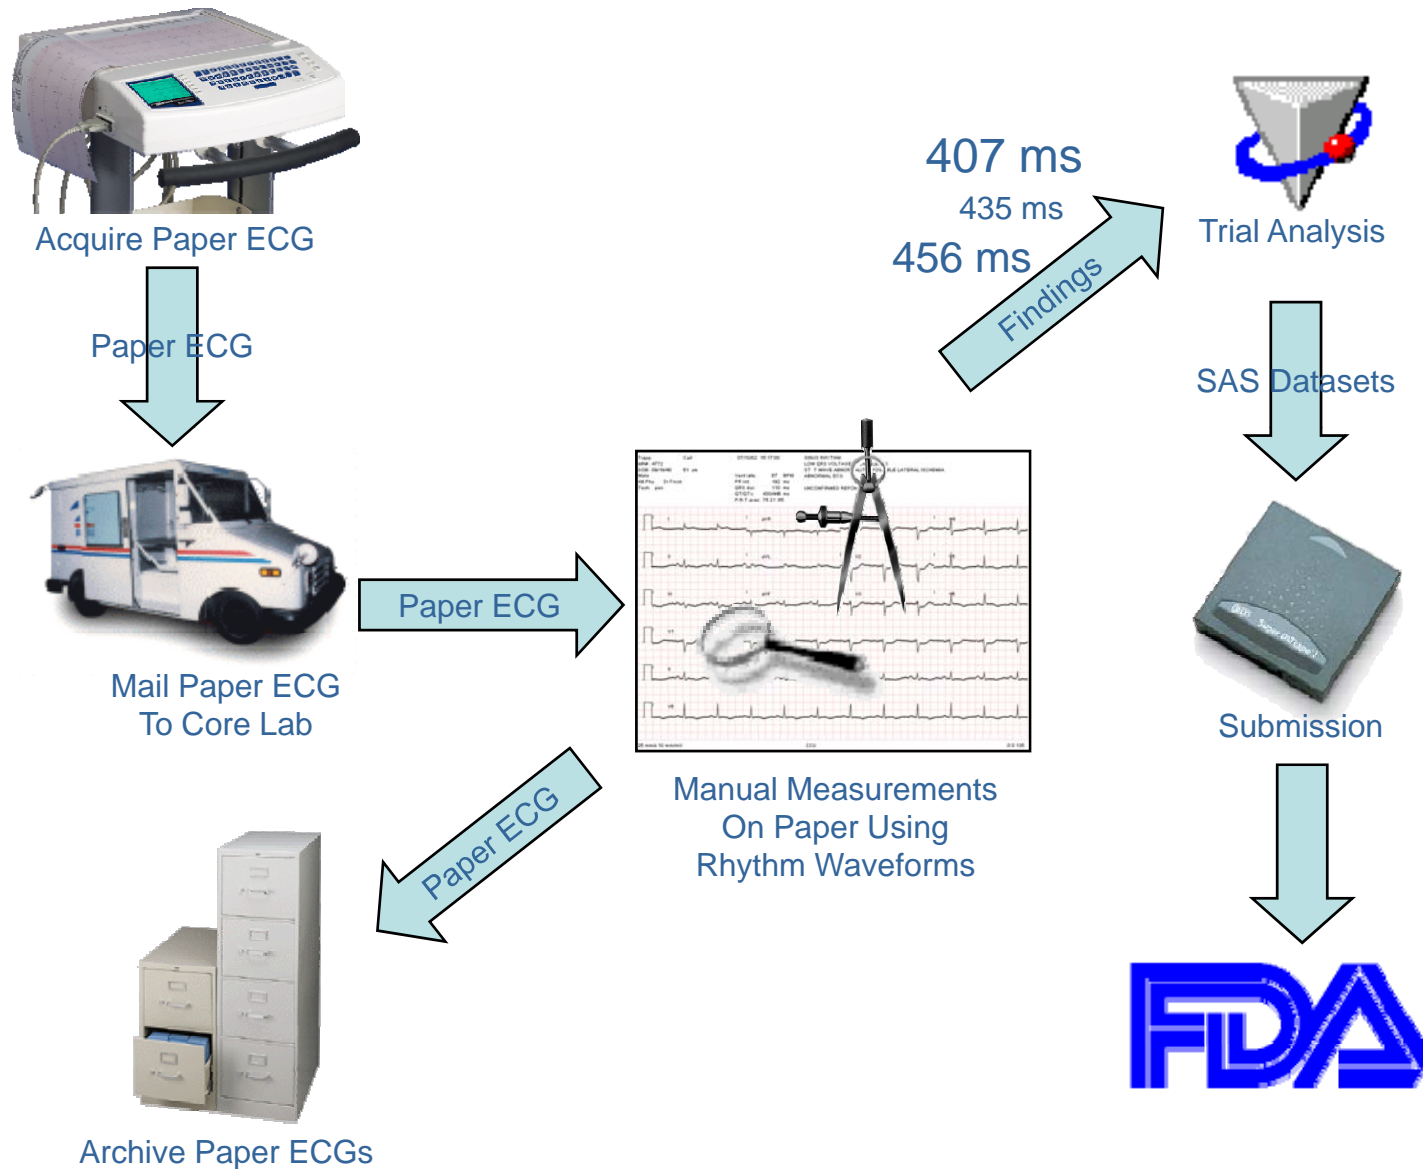 Acquire Paper ECG
Paper ECG
Mail Paper ECG
To Core Lab
Paper ECG
Manual Measurements
On Paper Using
Rhythm Waveforms
Paper ECG
Archive Paper ECGs
407 ms
435 ms
456 ms
Findings
Trial Analysis
SAS Datasets
Submission
FDA